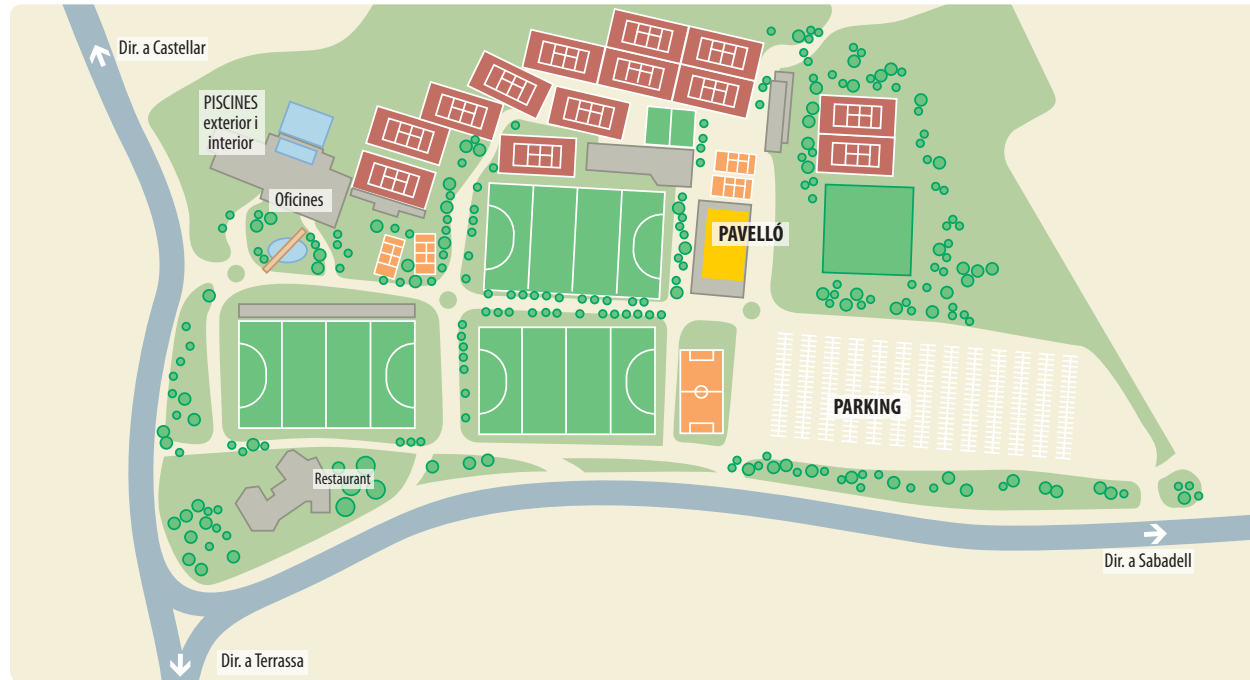 Dir. a Castellar
PISCINES
exterior i
interior
Oficines
PAVELLÓ
PARKING
Restaurant
Dir. a Sabadell
Dir. a Terrassa